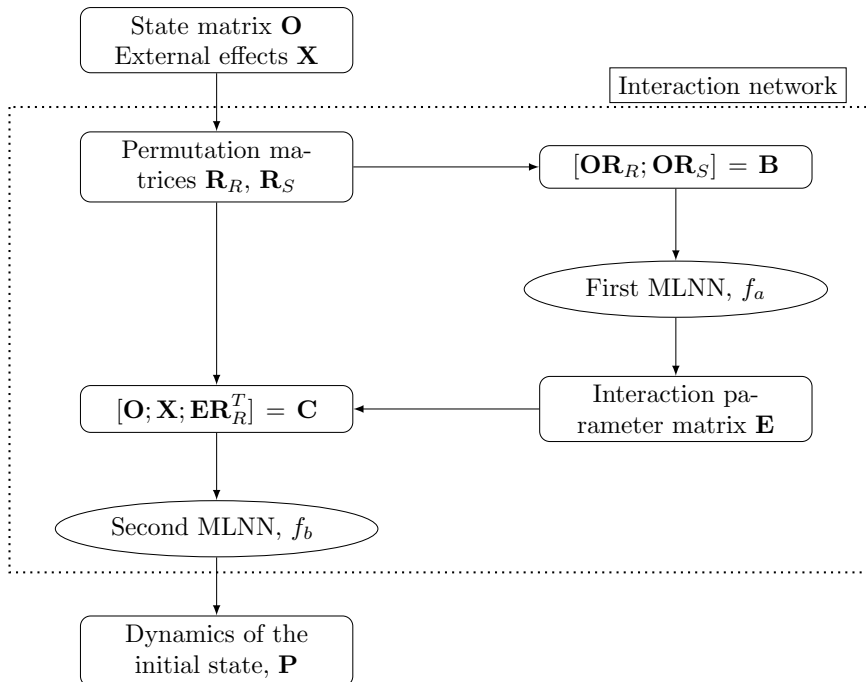 State matrix O
External effects X
Interaction network
Permutation ma-
trices R_R, R_S
[OR_R; OR_S] = B
First MLNN, f_a
Interaction pa-
rameter matrix E
[O; X; ER_R^T] = C
Second MLNN, f_b
Dynamics of the
initial state, P